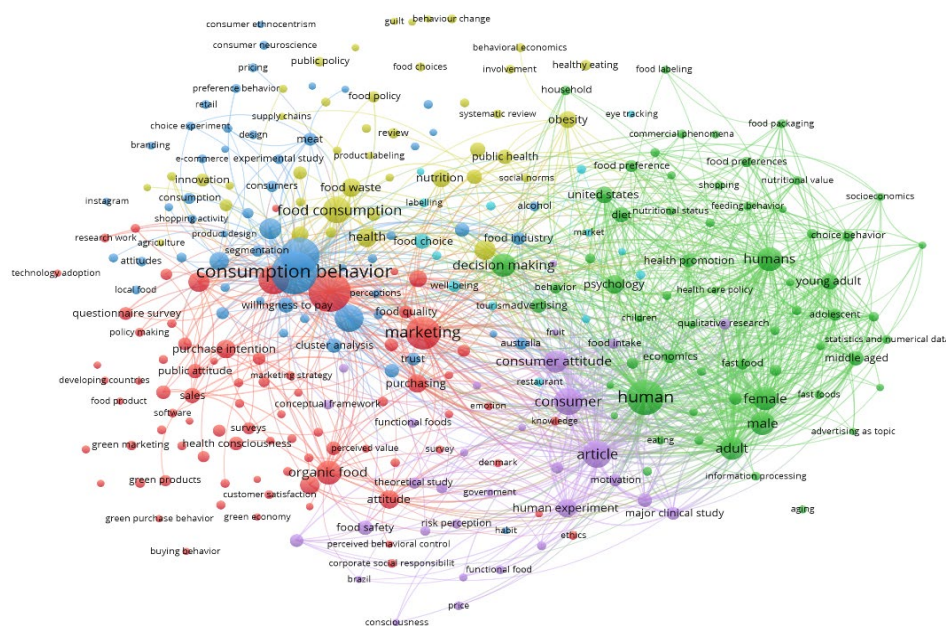 consumer ethnocentrism
guilt
behaviour change
consumer neuroscience
behavioral economics
public policy
pricing
food choices
involvement
healthy eating
food labeling
preference behavior
household
retail
food policy
supply chains
systematic review
eye tracking
obesity
choice experiment
design
meat
review
commercial phenomena
food packaging
branding
e-commerce
experimental study
product labeling
public health
food preference
food preferences
innovation
consumers
food waste
nutrition
social norms
shopping
nutritional value
instagram
consumption
labelling
alcohol
united states
socioeconomics
shopping activity
food consumption
diet
nutritional status
feeding behavior
research work
product design
health
food choice
food industry
market
choice behavior
agriculture
segmentation
attitudes
decision making
health promotion
humans
technology adoption
consumption behavior
local food
perceptions
well-being
behavior
psychology
health care policy
young adult
willingness to pay
tourism
advertising
questionnaire survey
food quality
children
adolescent
policy making
marketing
fruit
qualitative research
cluster analysis
australia
food intake
statistics and numerical data
purchase intention
trust
consumer attitude
economics
middle aged
public attitude
marketing strategy
fast food
developing countries
purchasing
restaurant
sales
food product
conceptual framework
consumer
human
female
fast foods
software
emotion
functional foods
knowledge
male
surveys
advertising as topic
green marketing
health consciousness
perceived value
survey
eating
adult
article
organic food
denmark
theoretical study
motivation
information processing
green products
customer satisfaction
attitude
government
human experiment
major clinical study
aging
green purchase behavior
green economy
food safety
risk perception
habit
ethics
perceived behavioral control
buying behavior
corporate social responsibilit
functional food
brazil
price
consciousness